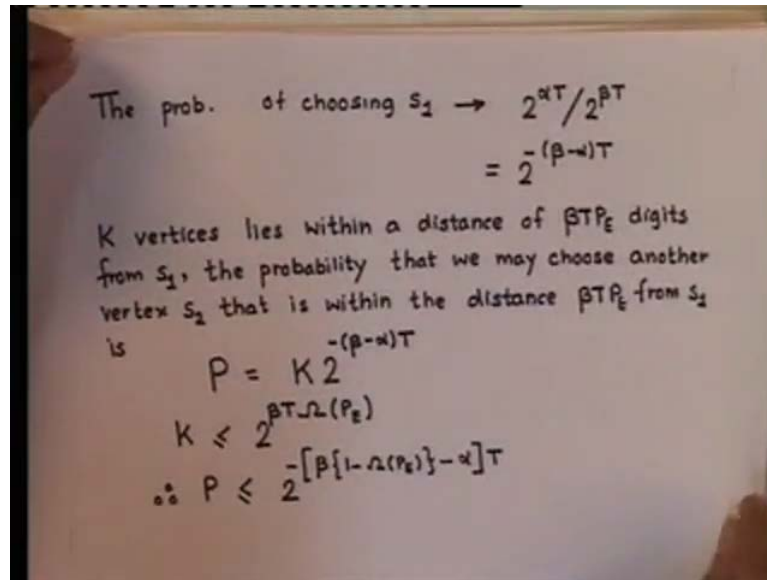 The prob. of choosing S₁ → 2^{αT}/2^{βT}
= 2^{-(β-α)T}
K vertices lies within a distance of βTP_E digits
from S₁, the probability that we may choose another
vertex S₂ that is within the distance βTP_E from S₁
is
P = K 2^{-(β-α)T}
K ≤ 2^{βTΩ(P_E)}
∴ P ≤ 2^{-[β{1-Ω(P_E)}-α]T}